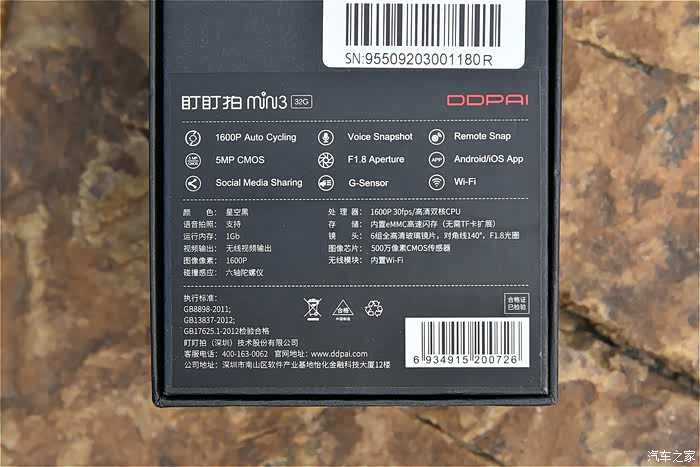 SN:95509203001180R
盯盯拍 mini3 32G DDPAI
1600P Auto Cycling Voice Snapshot Remote Snap
5MP CMOS F1.8 Aperture APP Android/iOS App
Social Media Sharing G-Sensor Wi-Fi
颜 色: 星空黑 处 理 器: 1600P 30fps/高清双核CPU
语音拍照: 支持 存 储: 内置eMMC高速闪存 (无需TF卡扩展)
运行内存: 1Gb 镜 头: 6组全高清玻璃镜片, 对角线140°, F1.8光圈
视频输出: 无线视频输出 图像芯片: 500万像素CMOS传感器
图像像素: 1600P 无线模块: 内置Wi-Fi
碰撞感应: 六轴陀螺仪
执行标准:
GB8898-2011;
GB13837-2012;
GB17625.1-2012检验合格
合格
中国制造
合格证
已检验
盯盯拍 (深圳) 技术股份有限公司
客服电话: 400-163-0062 官网地址: www.ddpai.com
公司地址: 深圳市南山区软件产业基地怡化金融科技大厦12楼
6 934915 200726
汽车之家